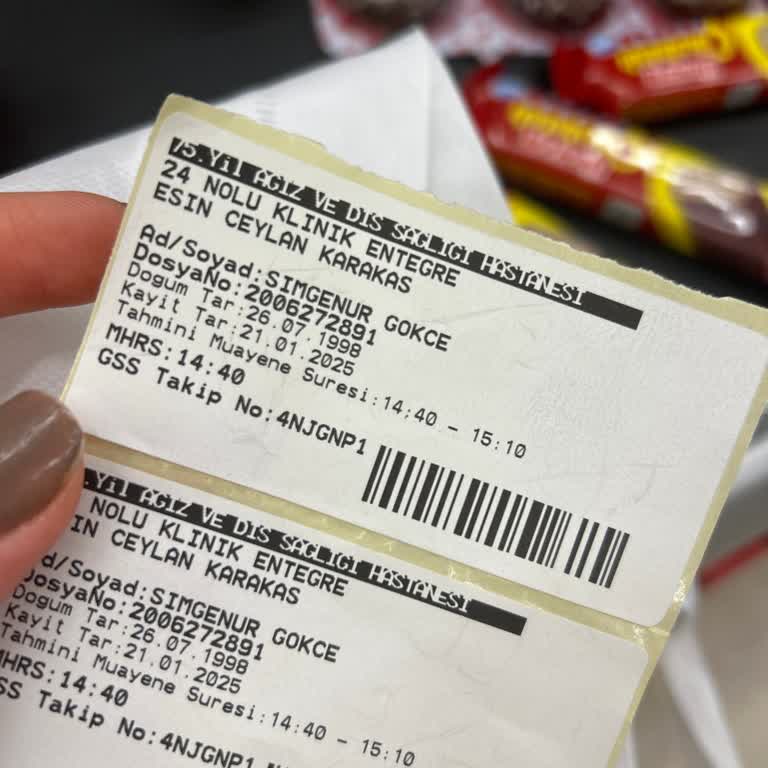 75.Yil AGIZ VE DIS SAGLIGI HASTANESI
24 NOLU KLINIK ENTEGRE
ESIN CEYLAN KARAKAS
Ad/Soyad:SIMGENUR GOKCE
DosyaNo:2006272891
Dogum Tar:26.07.1998
Kayit Tar:21.01.2025
Tahmini Muayene Suresi:14:40 - 15:10
MHRS:14:40
GSS Takip No:4NJGNP1
.Yil AGIZ VE DIS SAGLIGI HASTANESI
NOLU KLINIK ENTEGRE
IN CEYLAN KARAKAS
d/Soyad:SIMGENUR GOKCE
DosyaNo:2006272891
Dogum Tar:26.07.1998
Kayit Tar:21.01.2025
Tahmini Muayene Suresi:14:40 - 15:10
MHRS:14:40
SS Takip No:4NJGNP1